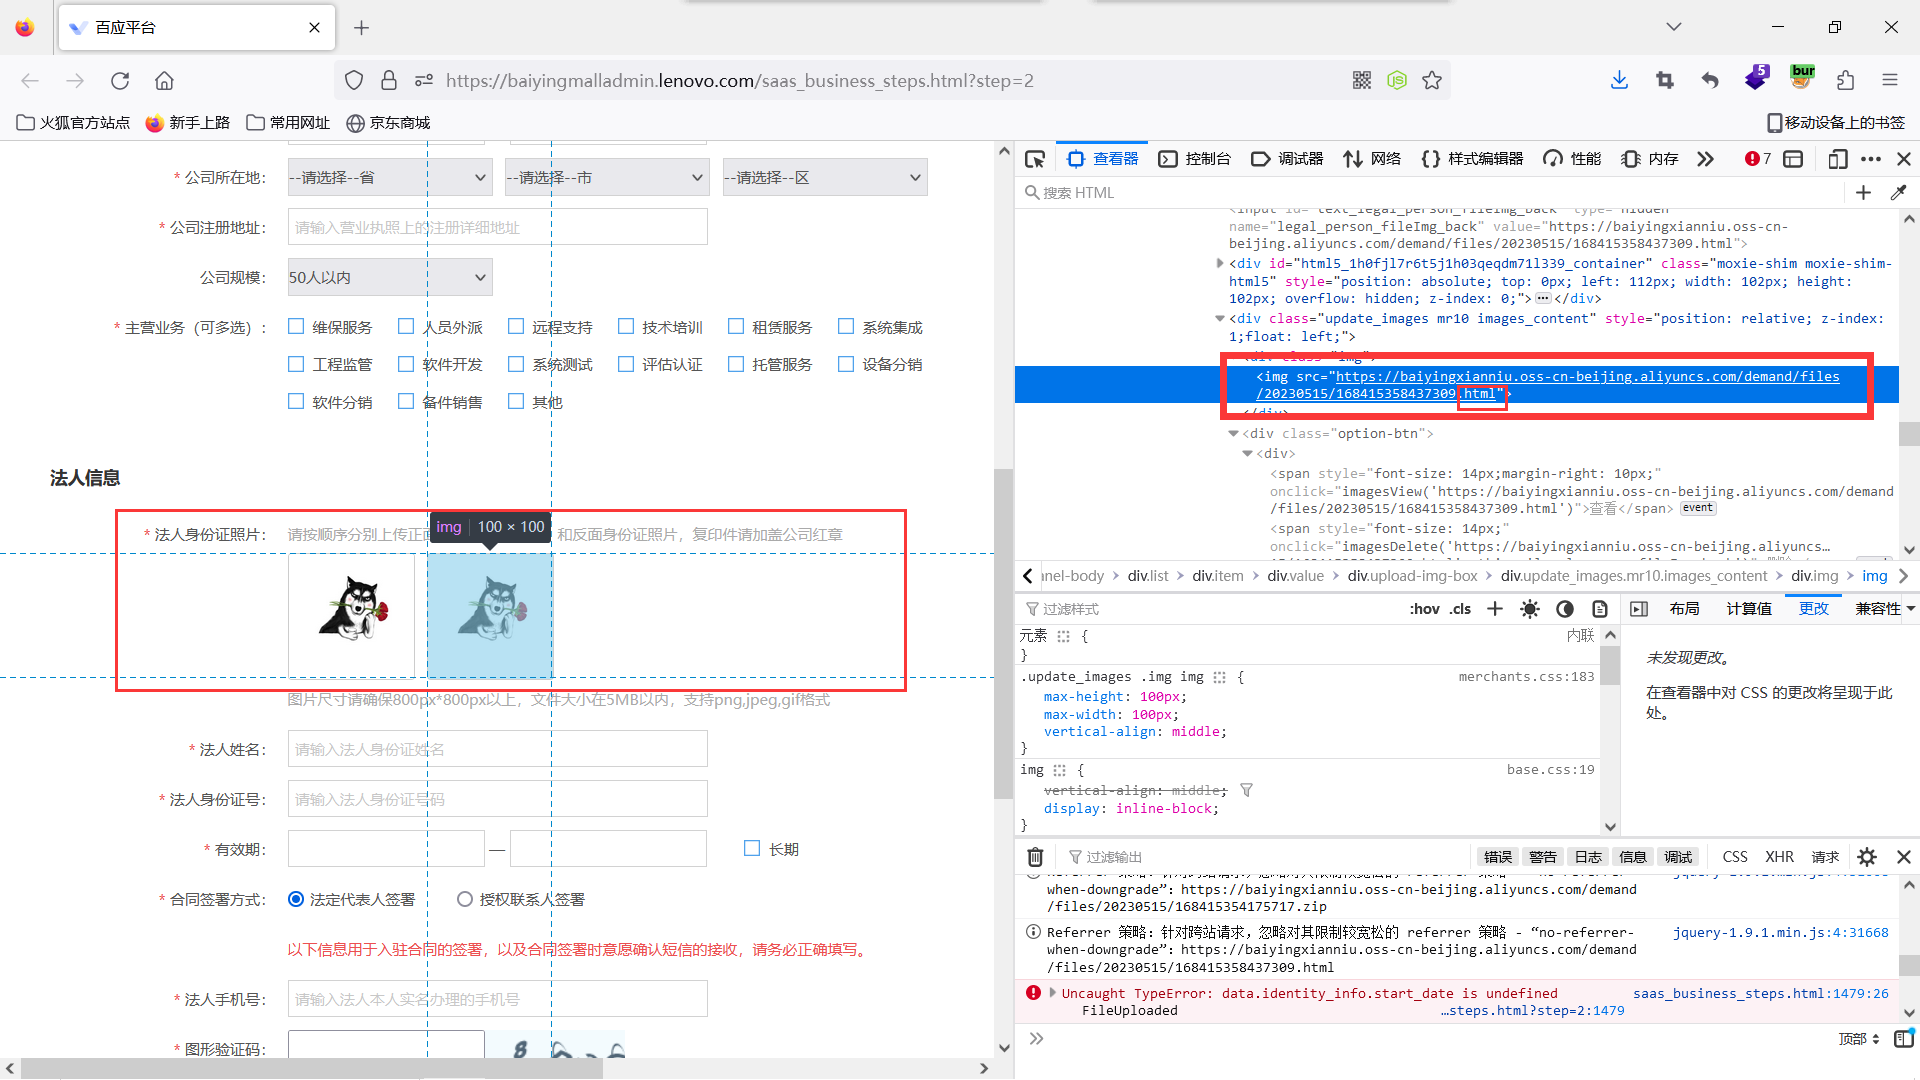 百应平台
https://baiyingmalladmin.lenovo.com/saas_business_steps.html?step=2
5
bur
火狐官方站点 新手上路 常用网址 京东商城 移动设备上的书签
* 公司所在地： --请选择--省 --请选择--市 --请选择--区
* 公司注册地址： 请输入营业执照上的注册详细地址
公司规模： 50人以内
* 主营业务（可多选）： 维保服务 人员外派 远程支持 技术培训 租赁服务 系统集成
工程监管 软件开发 系统测试 评估认证 托管服务 设备分销
软件分销 备件销售 其他
法人信息
* 法人身份证照片： 请按顺序分别上传正面 和反面身份证照片，复印件请加盖公司红章
img 100 × 100
图片尺寸请确保800px*800px以上，文件大小在5MB以内，支持png,jpeg,gif格式
* 法人姓名： 请输入法人身份证姓名
* 法人身份证号： 请输入法人身份证号码
* 有效期： — 长期
* 合同签署方式： 法定代表人签署 授权联系人签署
以下信息用于入驻合同的签署，以及合同签署时意愿确认短信的接收，请务必正确填写。
* 法人手机号： 请输入法人本人实名办理的手机号
* 图形验证码：
查看器 控制台 调试器 网络 样式编辑器 性能 内存 7
搜索 HTML
<input id="text_legal_person_fileImg_back" type="hidden"
name="legal_person_fileImg_back" value="https://baiyingxianniu.oss-cn-
beijing.aliyuncs.com/demand/files/20230515/168415358437309.html">
<div id="html5_1h0fjl7r6t5j1h03qeqdm71l339_container" class="moxie-shim moxie-shim-
html5" style="position: absolute; top: 0px; left: 112px; width: 102px; height:
102px; overflow: hidden; z-index: 0;"></div>
<div class="update_images mr10 images_content" style="position: relative; z-index:
1;float: left;">
<div class="img">
<img src="https://baiyingxianniu.oss-cn-beijing.aliyuncs.com/demand/files
/20230515/168415358437309.html">
</div>
<div class="option-btn">
<div>
<span style="font-size: 14px;margin-right: 10px;"
onclick="imagesView('https://baiyingxianniu.oss-cn-beijing.aliyuncs.com/demand
/files/20230515/168415358437309.html')">查看</span> event
<span style="font-size: 14px;"
onclick="imagesDelete('https://baiyingxianniu.oss-cn-beijing.aliyuncs…
nel-body > div.list > div.item > div.value > div.upload-img-box > div.update_images.mr10.images_content > div.img > img
过滤样式 :hov .cls
布局 计算值 更改 兼容性
元素 { 内联
}
.update_images .img img { merchants.css:183
max-height: 100px;
max-width: 100px;
vertical-align: middle;
}
img { base.css:19
vertical-align: middle;
display: inline-block;
}
未发现更改。
在查看器中对 CSS 的更改将呈现于此
处。
过滤输出 错误 警告 日志 信息 调试 CSS XHR 请求
when-downgrade”：https://baiyingxianniu.oss-cn-beijing.aliyuncs.com/demand
/files/20230515/168415354175717.zip
Referrer 策略：针对跨站请求，忽略对其限制较宽松的 referrer 策略 - “no-referrer- jquery-1.9.1.min.js:4:31668
when-downgrade”：https://baiyingxianniu.oss-cn-beijing.aliyuncs.com/demand
/files/20230515/168415358437309.html
Uncaught TypeError: data.identity_info.start_date is undefined saas_business_steps.html:1479:26
FileUploaded …steps.html?step=2:1479
顶部